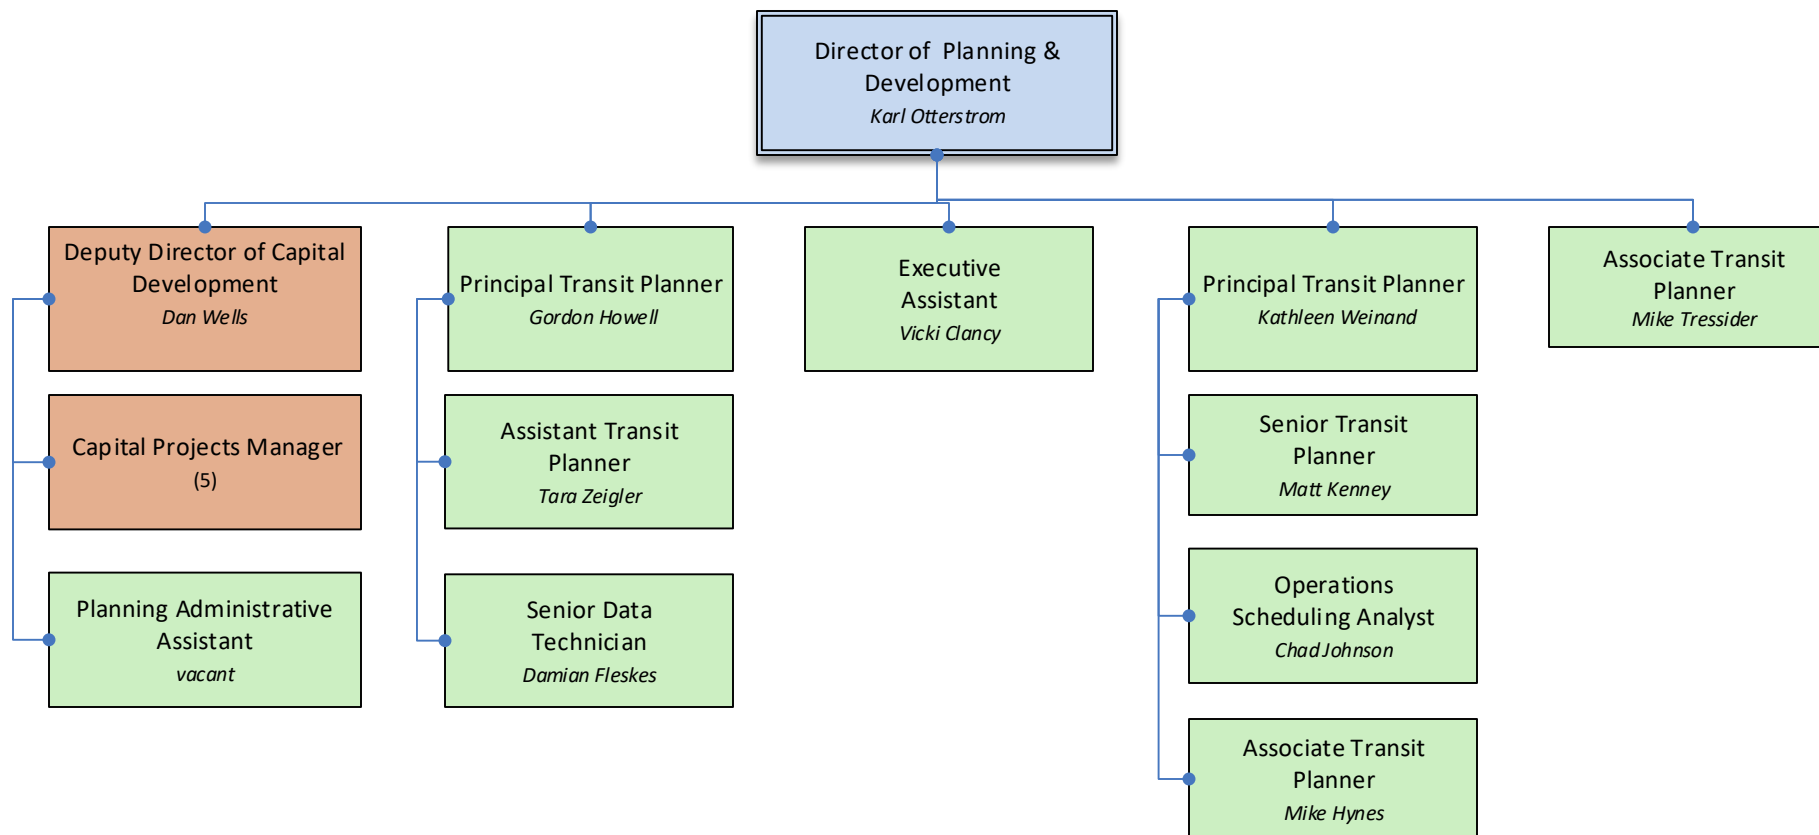 Director of Planning &
Development
Karl Otterstrom
Deputy Director of Capital
Development
Dan Wells
Principal Transit Planner
Gordon Howell
Executive
Assistant
Vicki Clancy
Principal Transit Planner
Kathleen Weinand
Associate Transit
Planner
Mike Tressider
Capital Projects Manager
(5)
Assistant Transit
Planner
Tara Zeigler
Senior Transit
Planner
Matt Kenney
Planning Administrative
Assistant
vacant
Senior Data
Technician
Damian Fleskes
Operations
Scheduling Analyst
Chad Johnson
Associate Transit
Planner
Mike Hynes